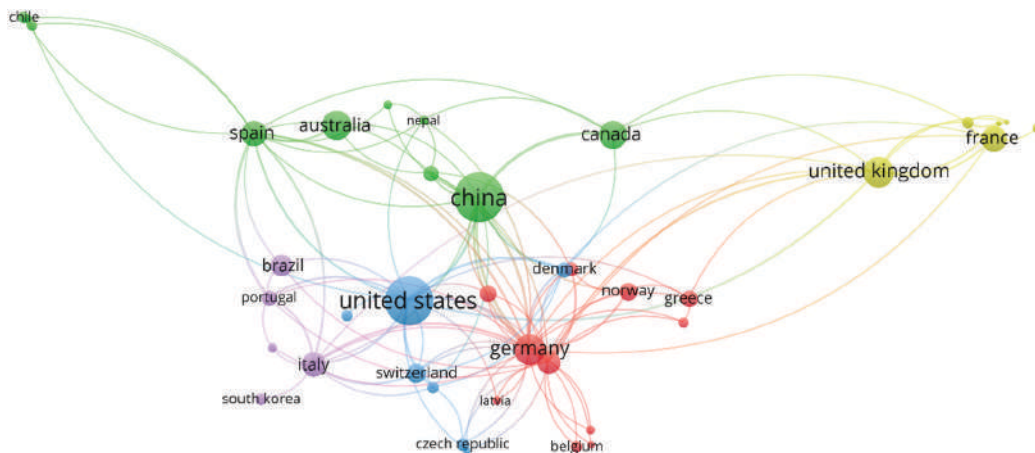 chile
spain
australia
nepal
canada
france
united kingdom
china
brazil
denmark
portugal
united states
norway
greece
germany
italy
switzerland
south korea
latvia
czech republic
belgium